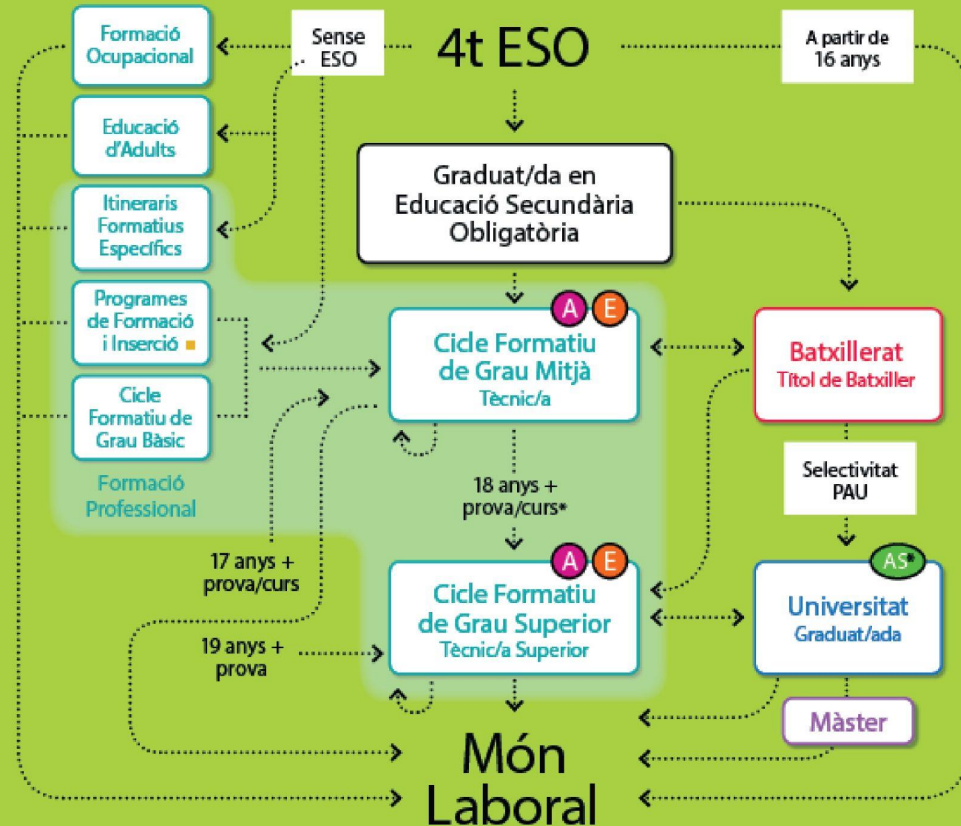 Formació
Ocupacional
Sense
ESO
4t ESO
A partir de
16 anys
Educació
d'Adults
Graduat/da en
Educació Secundària
Obligatòria
Itineraris
Formatius
Específics
Programes
de Formació
i Inserció
A E
Cicle Formatiu
de Grau Mitjà
Tècnic/a
Batxillerat
Títol de Batxiller
Cicle
Formatiu de
Grau Bàsic
Formació
Professional
18 anys +
prova/curs*
Selectivitat
PAU
17 anys +
prova/curs
A E
Cicle Formatiu
de Grau Superior
Tècnic/a Superior
AS*
Universitat
Graduat/ada
19 anys +
prova
Màster
Món
Laboral